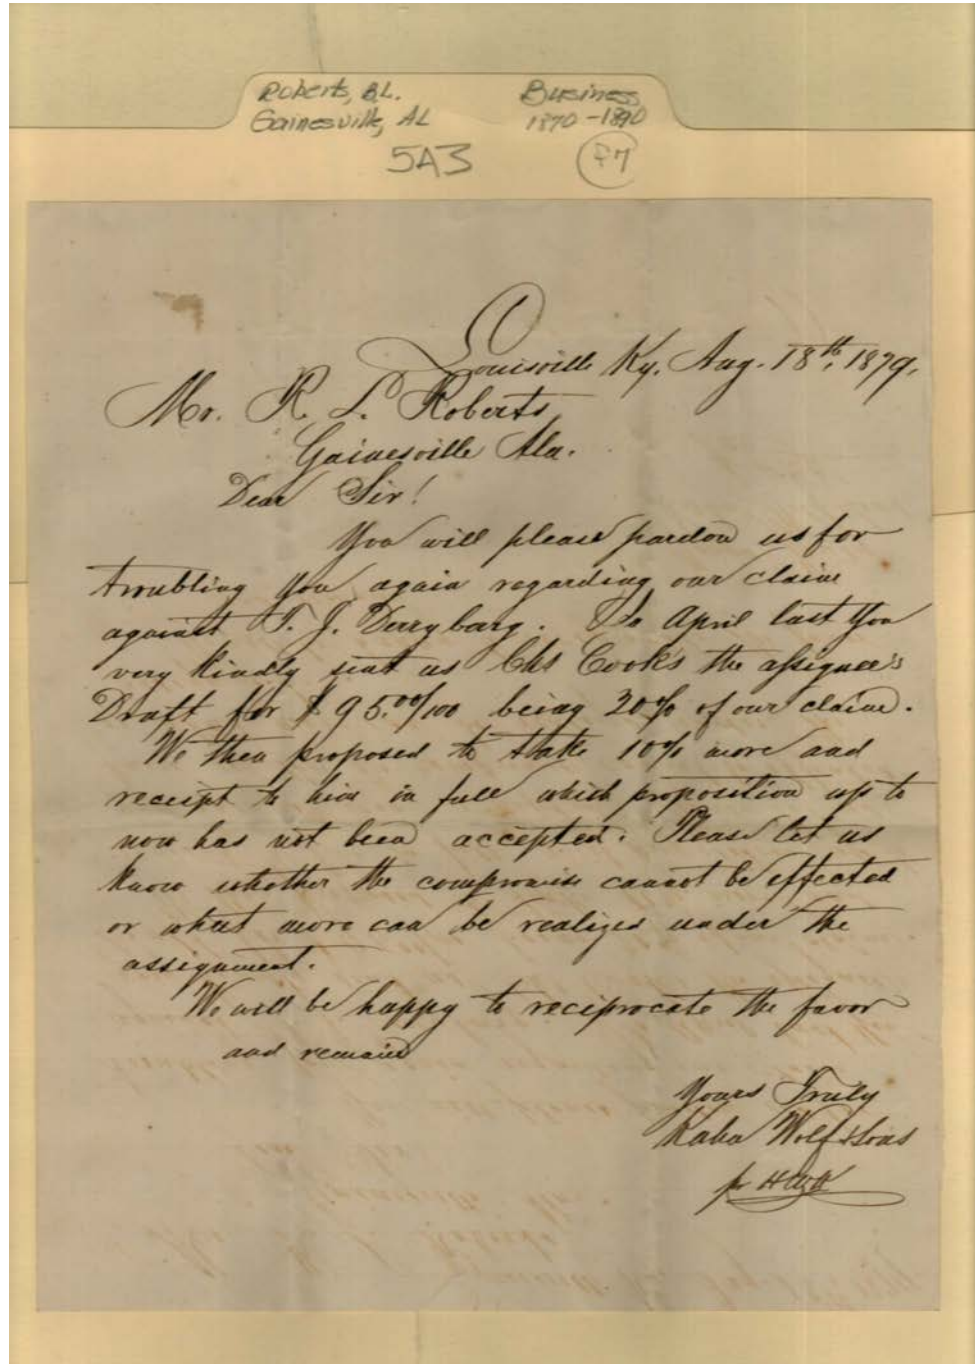 Roberts, B.L. Business
Gainesville, AL 1870-1890
5A3 F7
Louisville Ky. Aug. 18th, 1879.
Mr. R. L. Roberts
Gainesville Ala.
Dear Sir!
You will please pardon us for
troubling you again regarding our claim
against T. J. Derryberg. In April last you
very kindly sent us Chs Cook's the assignee's
Draft for $95.00/100 being 20% of our claim.
We then proposed to take 10% more and
receipt to him in full which proposition up to
now has not been accepted. Please let us
know whether the compromise cannot be effected
or what more can be realized under the
assignment.
We will be happy to reciprocate the favor
and remain
Yours Truly
Kahn Wolf & Sons
pr